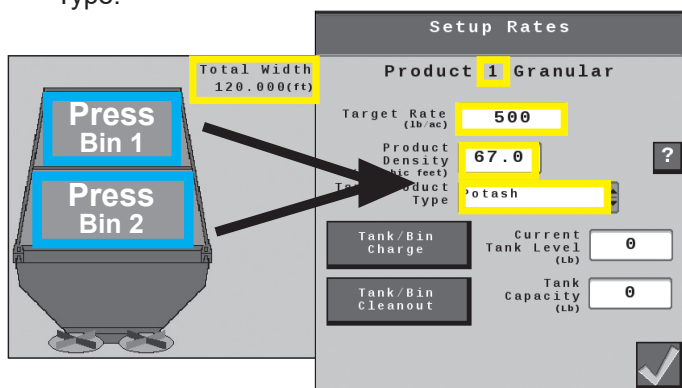 Type.
Setup Rates
Total Width
120.000(ft)
Product 1 Granular
Press
Bin 1
Press
Bin 2
Target Rate
(lb/ac)
500
Product
Density
feet)
67.0
?
Type
Potash
Tank/Bin
Charge
Current
Tank Level
(Lb)
0
Tank/Bin
Cleanout
Tank
Capacity
(Lb)
0